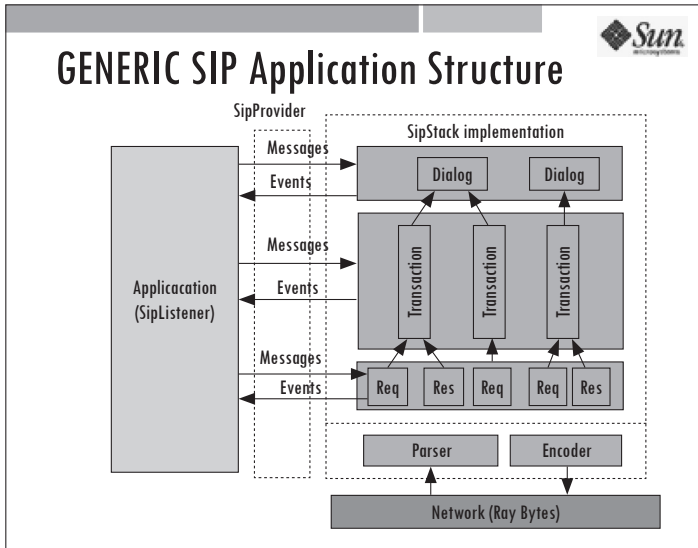 Sun
microsystems
GENERIC SIP Application Structure
SipProvider
SipStack implementation
Messages
Events
Dialog
Dialog
Messages
Events
Transaction
Transaction
Transaction
Applicacation
(SipListener)
Messages
Events
Req
Res
Req
Req
Res
Parser
Encoder
Network (Ray Bytes)